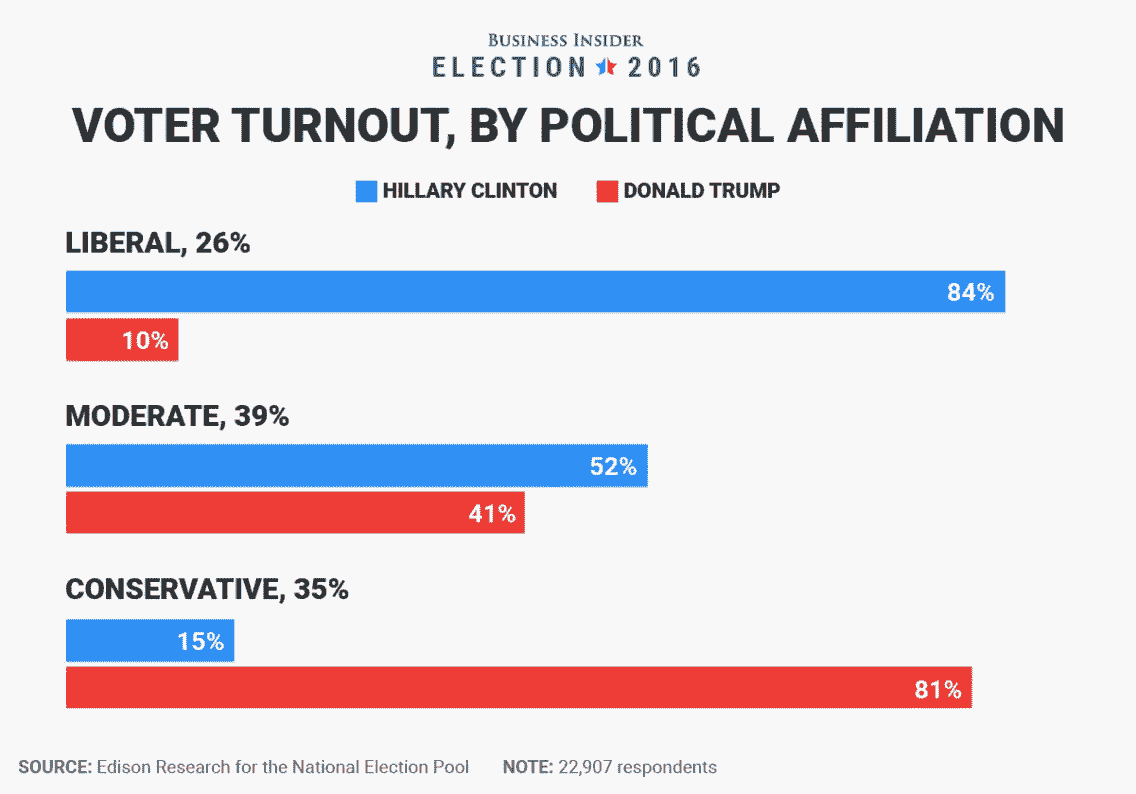 BUSINESS INSIDER
ELECTION 2016
VOTER TURNOUT, BY POLITICAL AFFILIATION
HILLARY CLINTON DONALD TRUMP
LIBERAL, 26%
84%
10%
MODERATE, 39%
52%
41%
CONSERVATIVE, 35%
15%
81%
SOURCE: Edison Research for the National Election Pool NOTE: 22,907 respondents